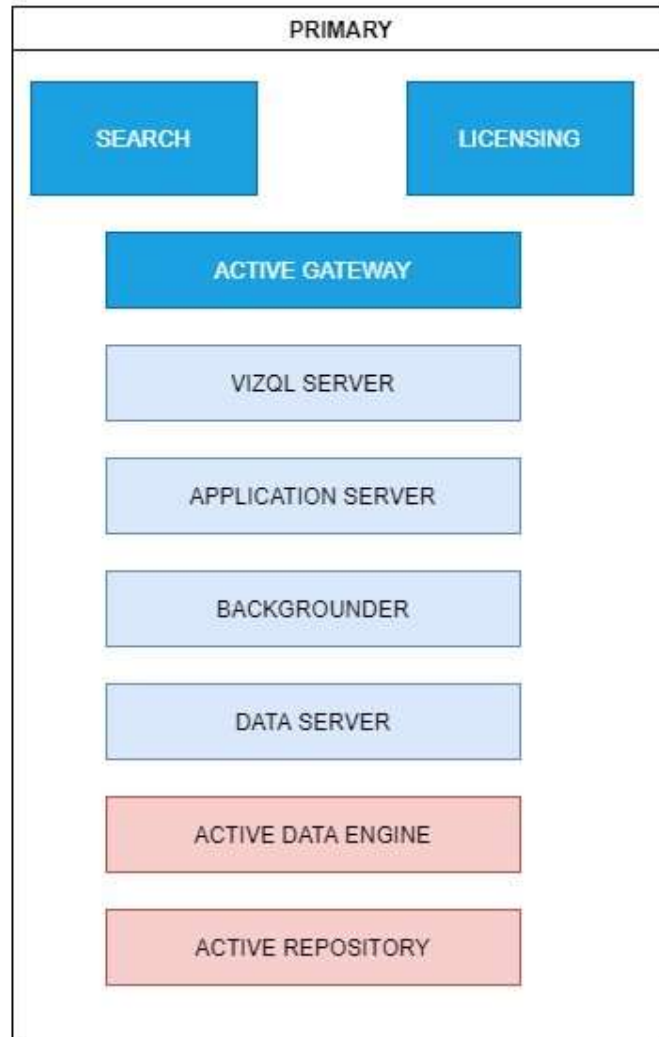 PRIMARY
SEARCH
LICENSING
ACTIVE GATEWAY
VIZQL SERVER
APPLICATION SERVER
BACKGROUNDER
DATA SERVER
ACTIVE DATA ENGINE
ACTIVE REPOSITORY